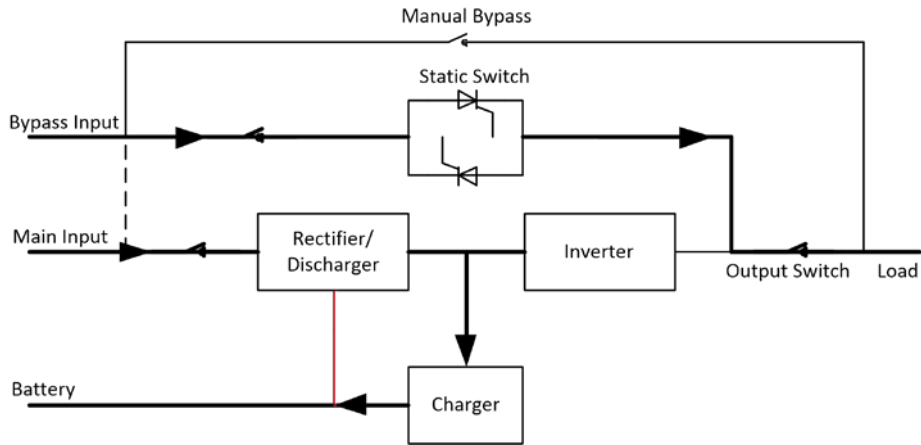 Manual Bypass
Static Switch
Bypass Input
Main Input
Rectifier/
Discharger
Inverter
Output Switch
Load
Battery
Charger